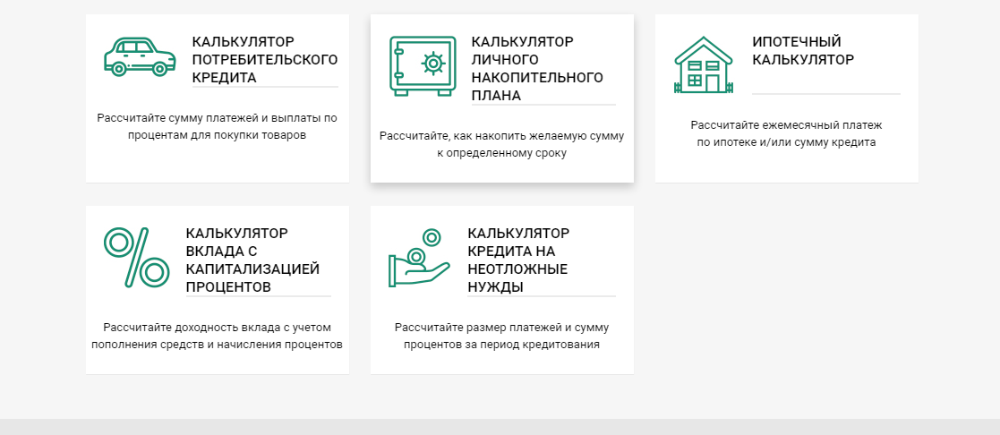 КАЛЬКУЛЯТОР
ПОТРЕБИТЕЛЬСКОГО
КРЕДИТА
Рассчитайте сумму платежей и выплаты по
процентам для покупки товаров
КАЛЬКУЛЯТОР
ЛИЧНОГО
НАКОПИТЕЛЬНОГО
ПЛАНА
Рассчитайте, как накопить желаемую сумму
к определенному сроку
ИПОТЕЧНЫЙ
КАЛЬКУЛЯТОР
Рассчитайте ежемесячный платеж
по ипотеке и/или сумму кредита
КАЛЬКУЛЯТОР
ВКЛАДА С
КАПИТАЛИЗАЦИЕЙ
ПРОЦЕНТОВ
Рассчитайте доходность вклада с учетом
пополнения средств и начисления процентов
КАЛЬКУЛЯТОР
КРЕДИТА НА
НЕОТЛОЖНЫЕ
НУЖДЫ
Рассчитайте размер платежей и сумму
процентов за период кредитования